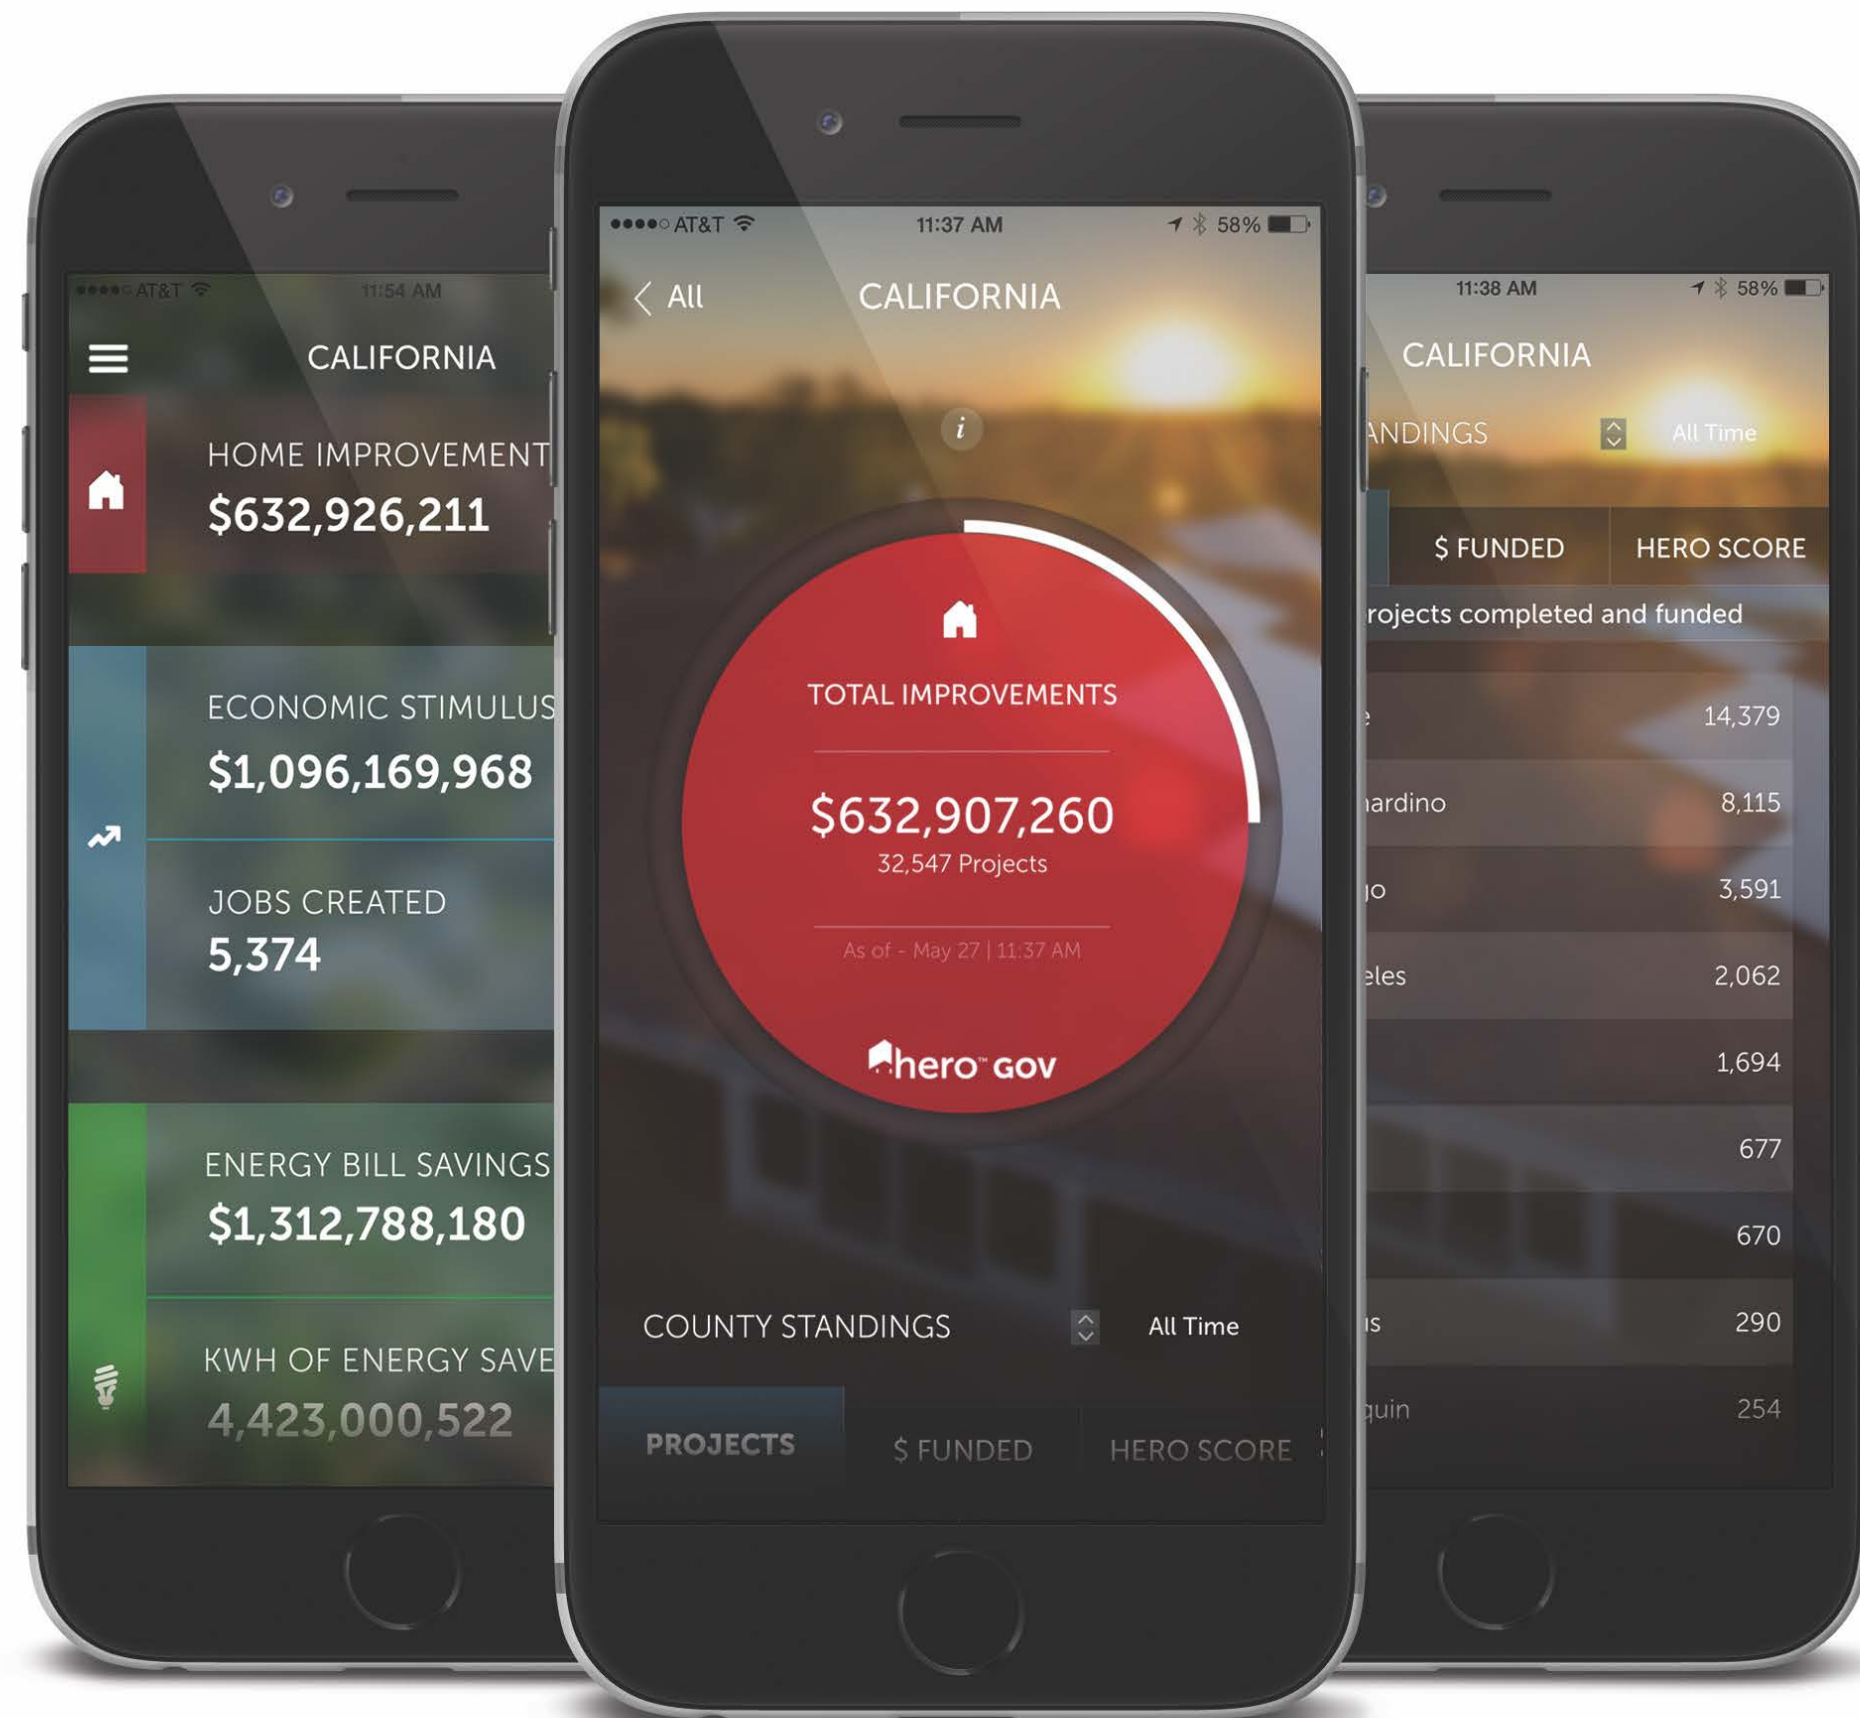 AT&T
11:54 AM
CALIFORNIA
HOME IMPROVEMENT
$632,926,211
ECONOMIC STIMULUS
$1,096,169,968
JOBS CREATED
5,374
ENERGY BILL SAVINGS
$1,312,788,180
KWH OF ENERGY SAVE
4,423,000,522
AT&T 11:37 AM 58%
All CALIFORNIA
i
TOTAL IMPROVEMENTS
$632,907,260
32,547 Projects
As of - May 27 | 11:37 AM
hero™ GOV
COUNTY STANDINGS All Time
PROJECTS $ FUNDED HERO SCORE
11:38 AM 58%
CALIFORNIA
ANDINGS All Time
$ FUNDED HERO SCORE
rojects completed and funded
e 14,379
nardino 8,115
go 3,591
eles 2,062
1,694
677
670
us 290
quin 254